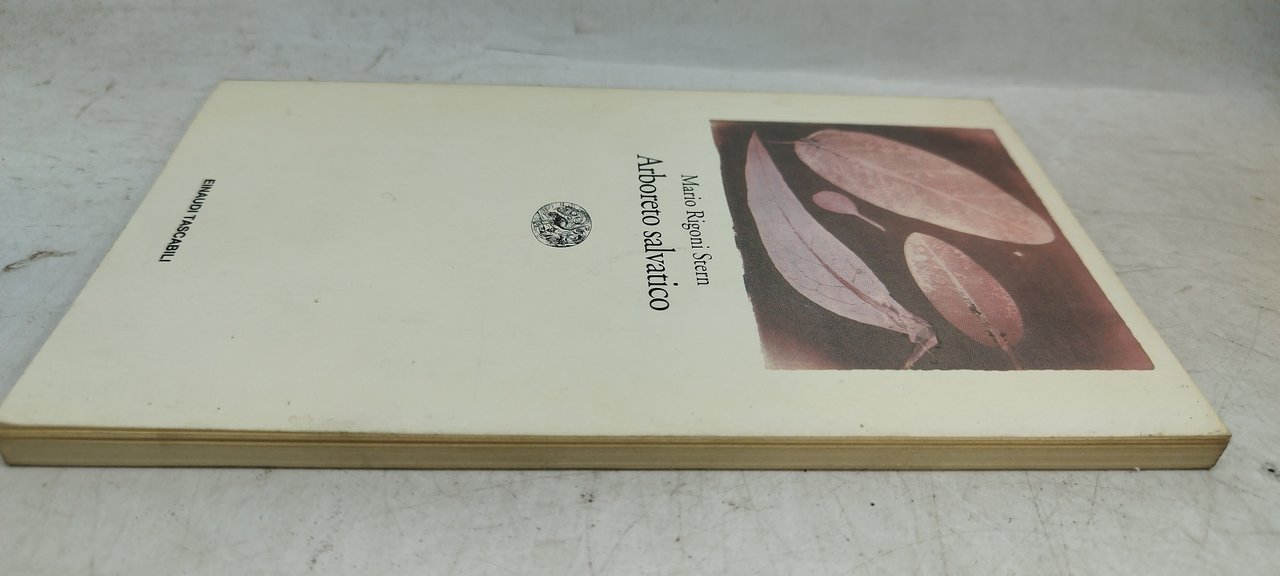 Mario Rigoni Stern
Arboreto salvatico
EINAUDI TASCABILI